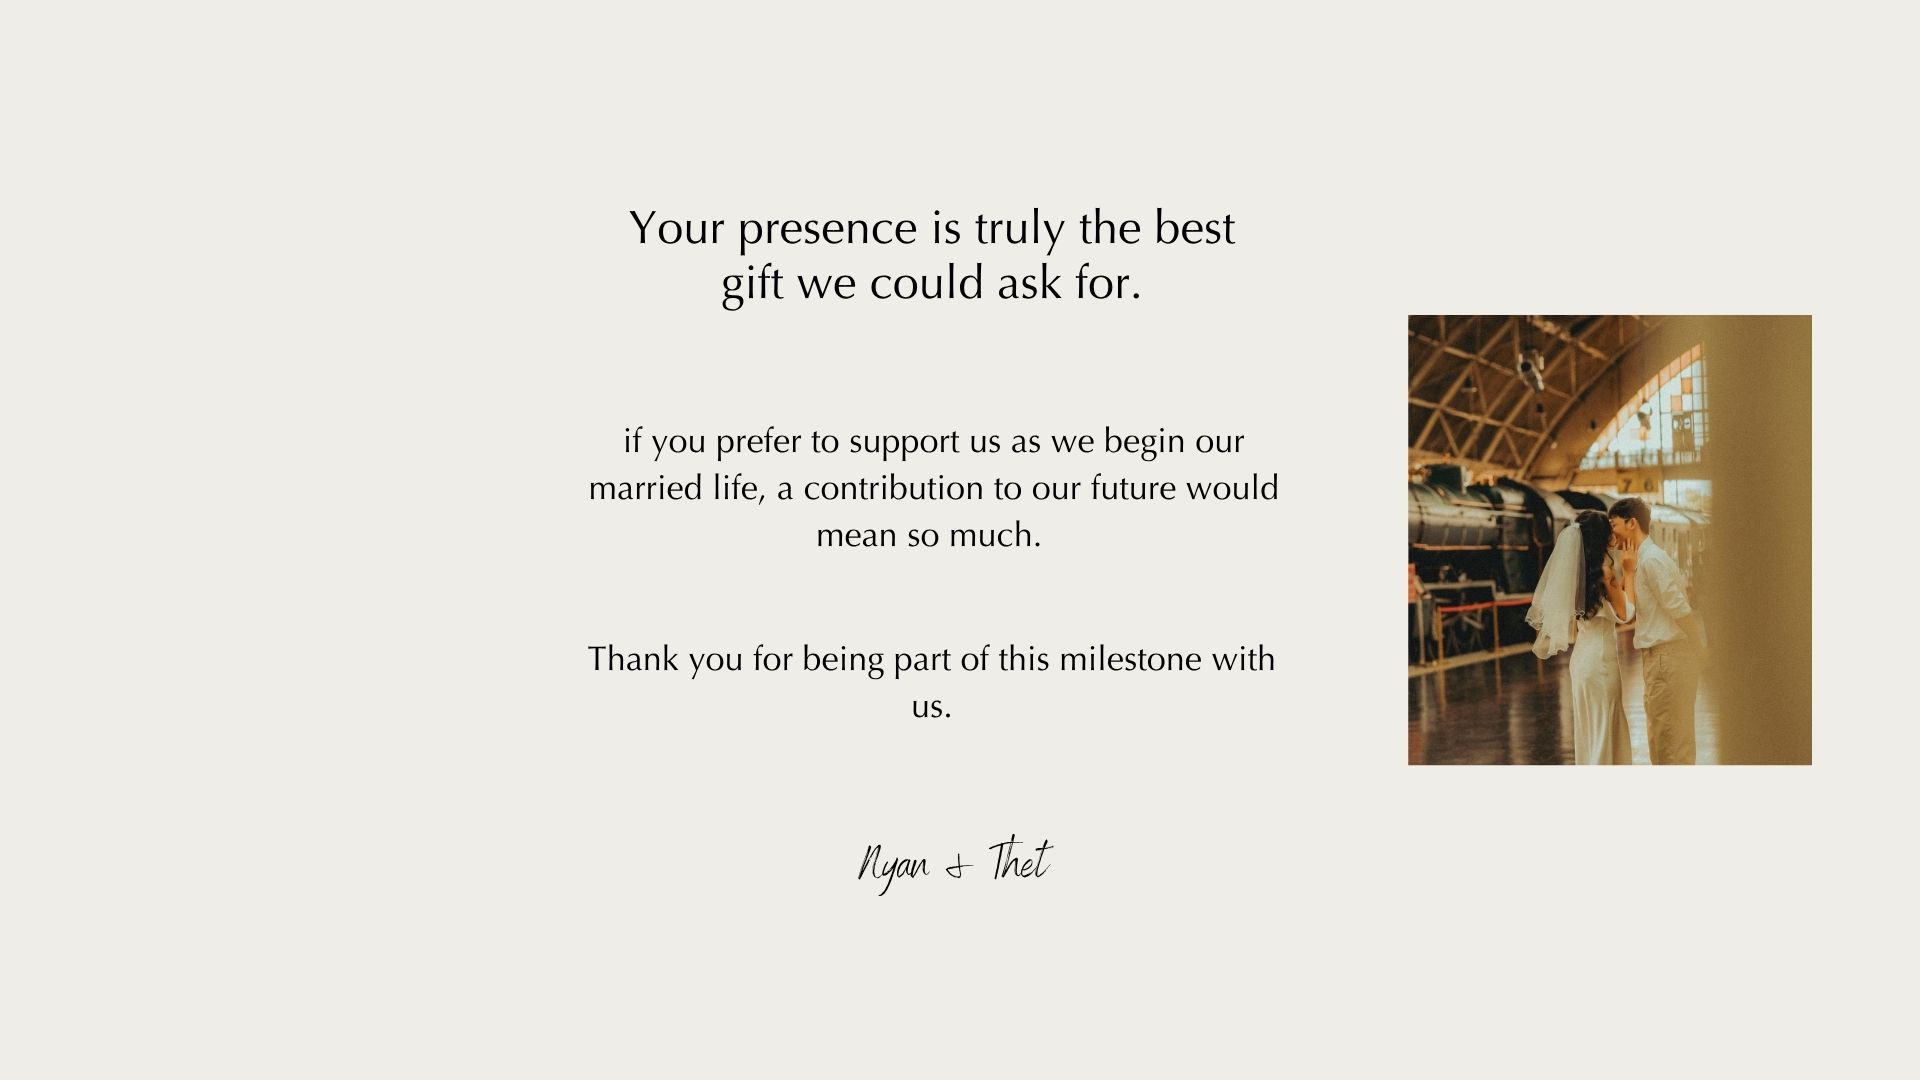 Your presence is truly the best
gift we could ask for.
if you prefer to support us as we begin our
married life, a contribution to our future would
mean so much.
Thank you for being part of this milestone with
us.
Nyan & Thet
7 6